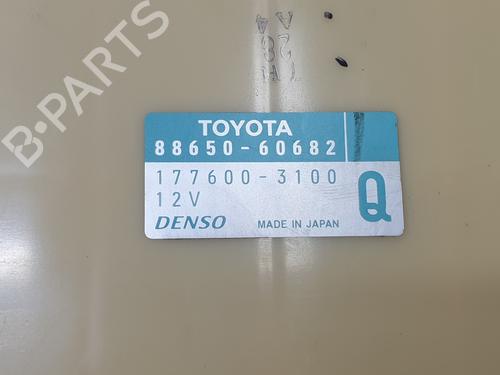 B-PARTS
TOYOTA
88650-60682
177600-3100
12V
Q
DENSO MADE IN JAPAN